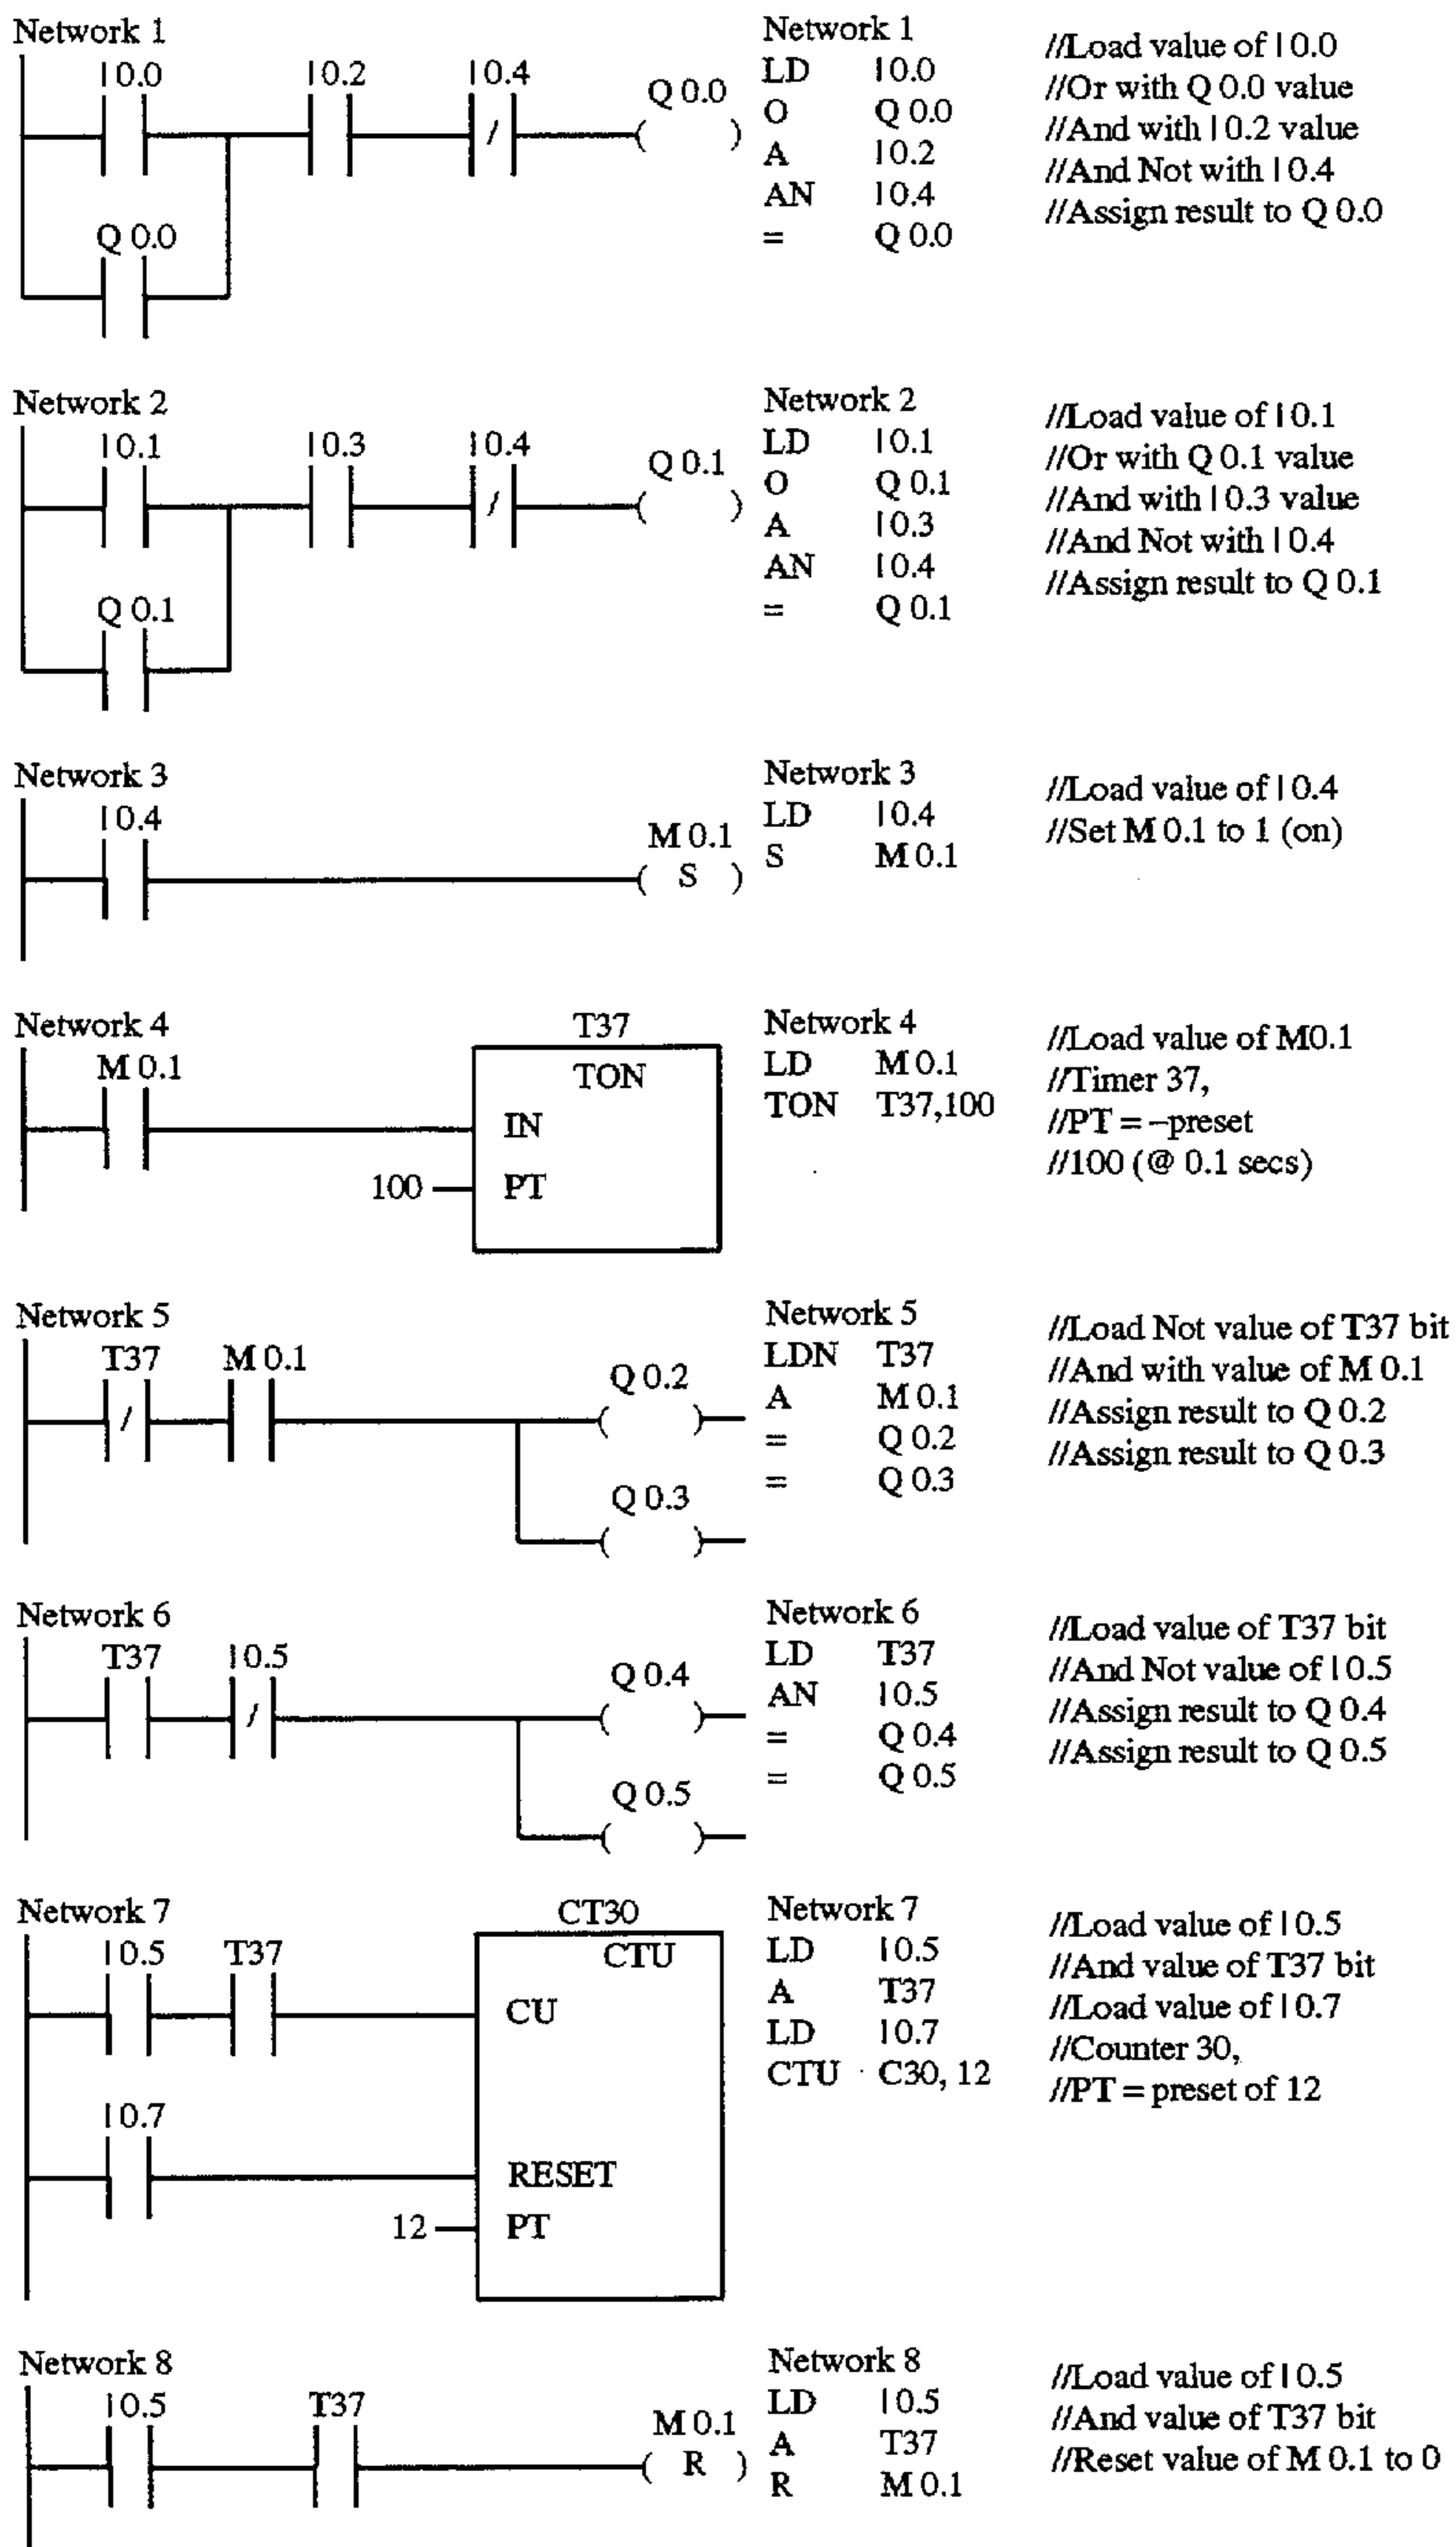 Network 1
I 0.0 I 0.2 I 0.4 Q 0.0
/ ( )
Q 0.0
Network 1
LD I 0.0
O Q 0.0
A I 0.2
AN I 0.4
= Q 0.0
//Load value of I 0.0
//Or with Q 0.0 value
//And with I 0.2 value
//And Not with I 0.4
//Assign result to Q 0.0
Network 2
I 0.1 I 0.3 I 0.4 Q 0.1
/ ( )
Q 0.1
Network 2
LD I 0.1
O Q 0.1
A I 0.3
AN I 0.4
= Q 0.1
//Load value of I 0.1
//Or with Q 0.1 value
//And with I 0.3 value
//And Not with I 0.4
//Assign result to Q 0.1
Network 3
I 0.4 M 0.1
( S )
Network 3
LD I 0.4
S M 0.1
//Load value of I 0.4
//Set M 0.1 to 1 (on)
Network 4
M 0.1 T37
TON
IN
100 PT
Network 4
LD M 0.1
TON T37,100
//Load value of M0.1
//Timer 37,
//PT = –preset
//100 (@ 0.1 secs)
Network 5
T37 M 0.1 Q 0.2
/ ( )
Q 0.3
( )
Network 5
LDN T37
A M 0.1
= Q 0.2
= Q 0.3
//Load Not value of T37 bit
//And with value of M 0.1
//Assign result to Q 0.2
//Assign result to Q 0.3
Network 6
T37 I 0.5 Q 0.4
/ ( )
Q 0.5
( )
Network 6
LD T37
AN I 0.5
= Q 0.4
= Q 0.5
//Load value of T37 bit
//And Not value of I 0.5
//Assign result to Q 0.4
//Assign result to Q 0.5
Network 7
I 0.5 T37 CT30
CTU
CU
I 0.7
RESET
12 PT
Network 7
LD I 0.5
A T37
LD I 0.7
CTU C30, 12
//Load value of I 0.5
//And value of T37 bit
//Load value of I 0.7
//Counter 30,
//PT = preset of 12
Network 8
I 0.5 T37 M 0.1
( R )
Network 8
LD I 0.5
A T37
R M 0.1
//Load value of I 0.5
//And value of T37 bit
//Reset value of M 0.1 to 0